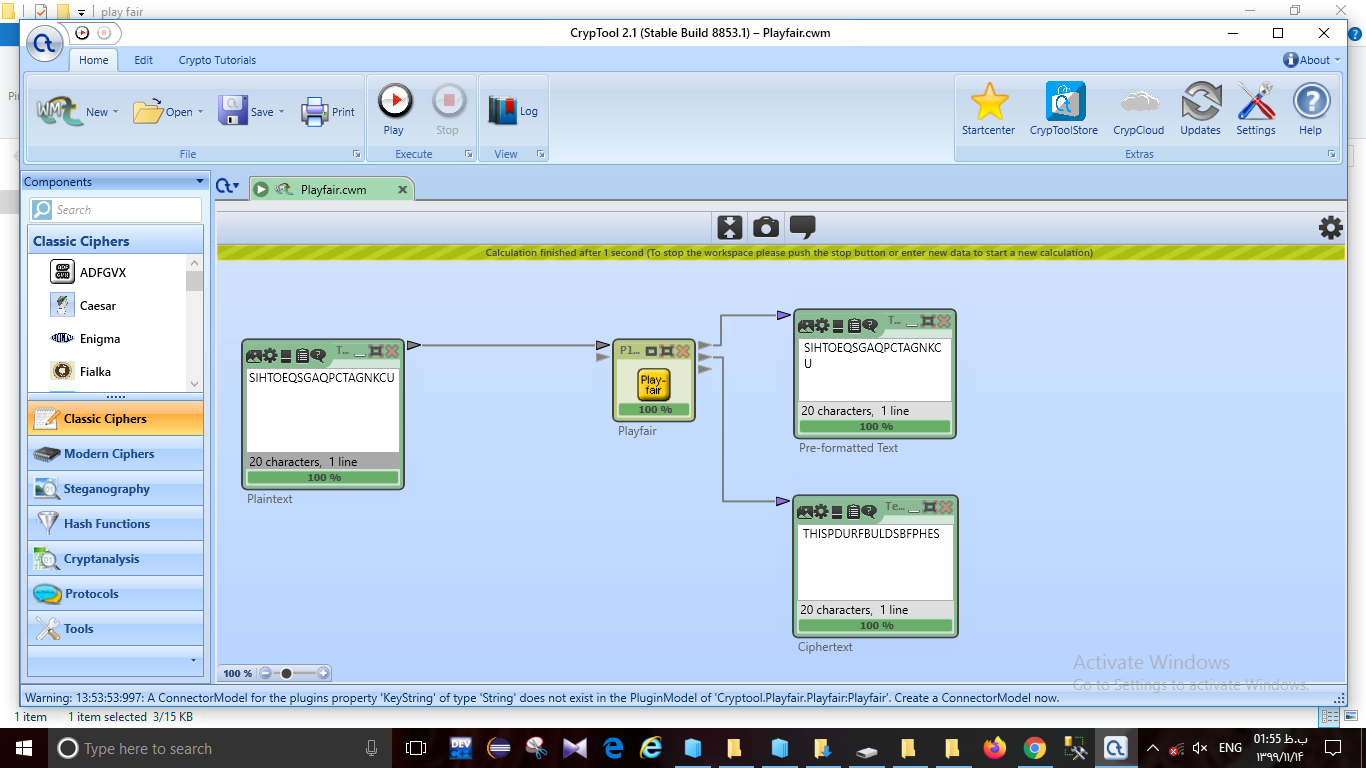 play fair
CrypTool 2.1 (Stable Build 8853.1) – Playfair.cwm
Home Edit Crypto Tutorials About
New Open Save Print Play Stop Log Startcenter CrypToolStore CrypCloud Updates Settings Help
File Execute View Extras
Components
Search
Classic Ciphers
ADFGVX
Caesar
Enigma
Fialka
Classic Ciphers
Modern Ciphers
Steganography
Hash Functions
Cryptanalysis
Protocols
Tools
Playfair.cwm
Calculation finished after 1 second (To stop the workspace please push the stop button or enter new data to start a new calculation)
T...
SIHTOEQSGAQPCTAGNKCU
20 characters, 1 line
100 %
Plaintext
Pl...
Play-
fair
100 %
Playfair
T...
SIHTOEQSGAQPCTAGNKC
U
20 characters, 1 line
100 %
Pre-formatted Text
Te...
THISPDURFBULDSBFPHES
20 characters, 1 line
100 %
Ciphertext
100 %
Activate Windows
Go to Settings to activate Windows.
Warning: 13:53:53:997: A ConnectorModel for the plugins property 'KeyString' of type 'String' does not exist in the PluginModel of 'Cryptool.Playfair.Playfair:Playfair'. Create a ConnectorModel now.
1 item 1 item selected 3/15 KB
Type here to search
DEV
ENG
01:55 ب.ظ
۱۳۹۹/۱/۱۴